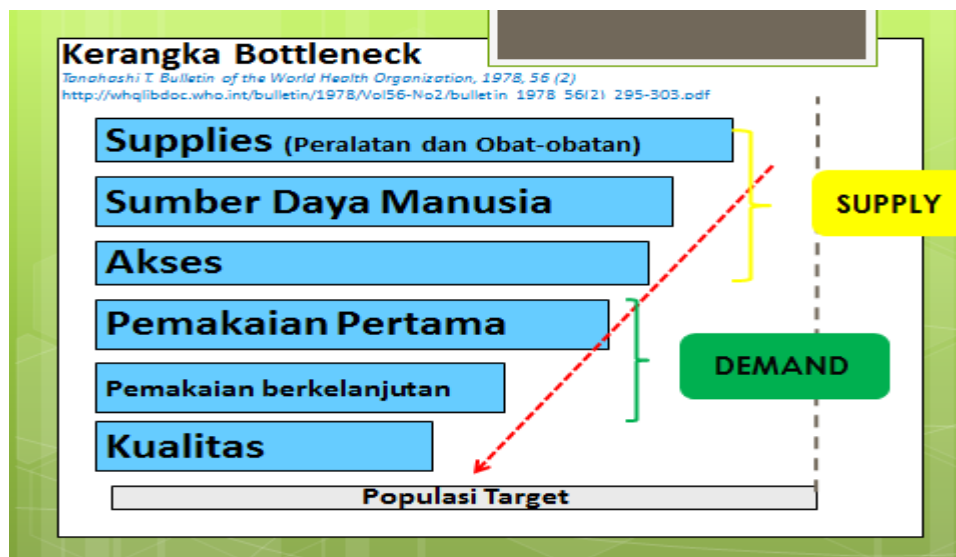 Kerangka Bottleneck
Tanahashi T. Bulletin of the World Health Organization, 1978, 56 (2)
http://whqlibdoc.who.int/bulletin/1978/Vol56-No2/bulletin_1978_56(2)_295-303.pdf
Supplies (Peralatan dan Obat-obatan)
Sumber Daya Manusia
SUPPLY
Akses
Pemakaian Pertama
DEMAND
Pemakaian berkelanjutan
Kualitas
Populasi Target